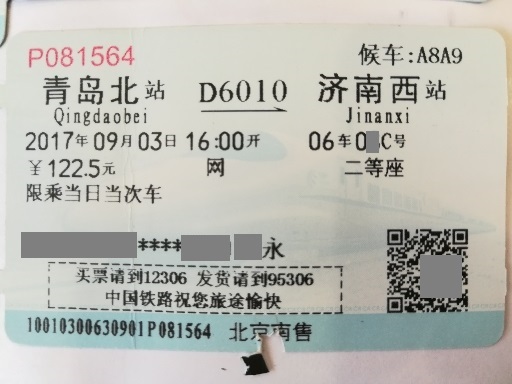 P081564 候车:A8A9
青岛北站 D6010 济南西站
Qingdaobei Jinanxi
2017年09月03日 16:00开 06车0 C号
￥122.5元 网 二等座
限乘当日当次车
**** 永
买票请到12306 发货请到95306
中国铁路祝您旅途愉快
10010300630901P081564 北京南售